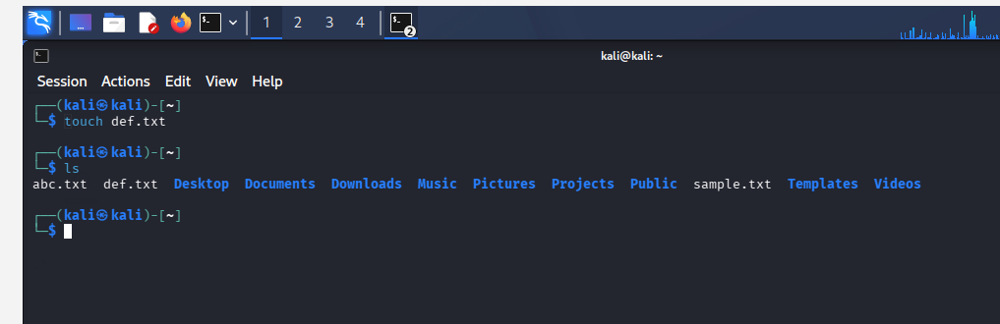 1 2 3 4 2
kali@kali: ~
Session Actions Edit View Help
┌──(kali㉿kali)-[~]
└─$ touch def.txt
┌──(kali㉿kali)-[~]
└─$ ls
abc.txt def.txt Desktop Documents Downloads Music Pictures Projects Public sample.txt Templates Videos
┌──(kali㉿kali)-[~]
└─$